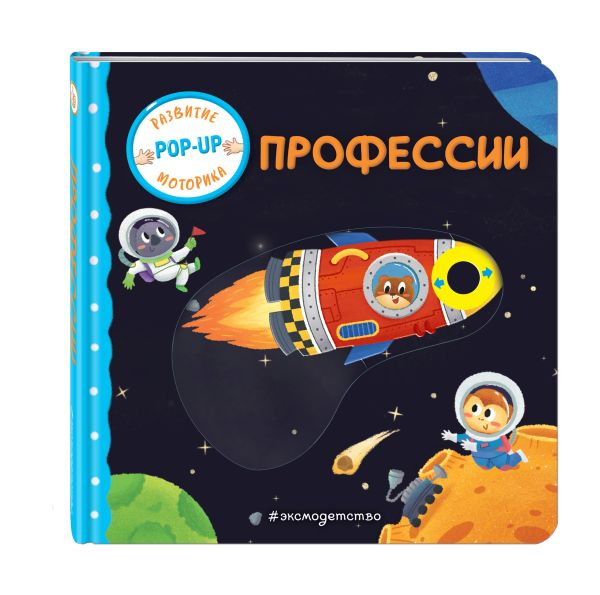 РАЗВИТИЕ
POP-UP
МОТОРИКА
ПРОФЕССИИ
ПРОФЕССИИ
#эксмодетство